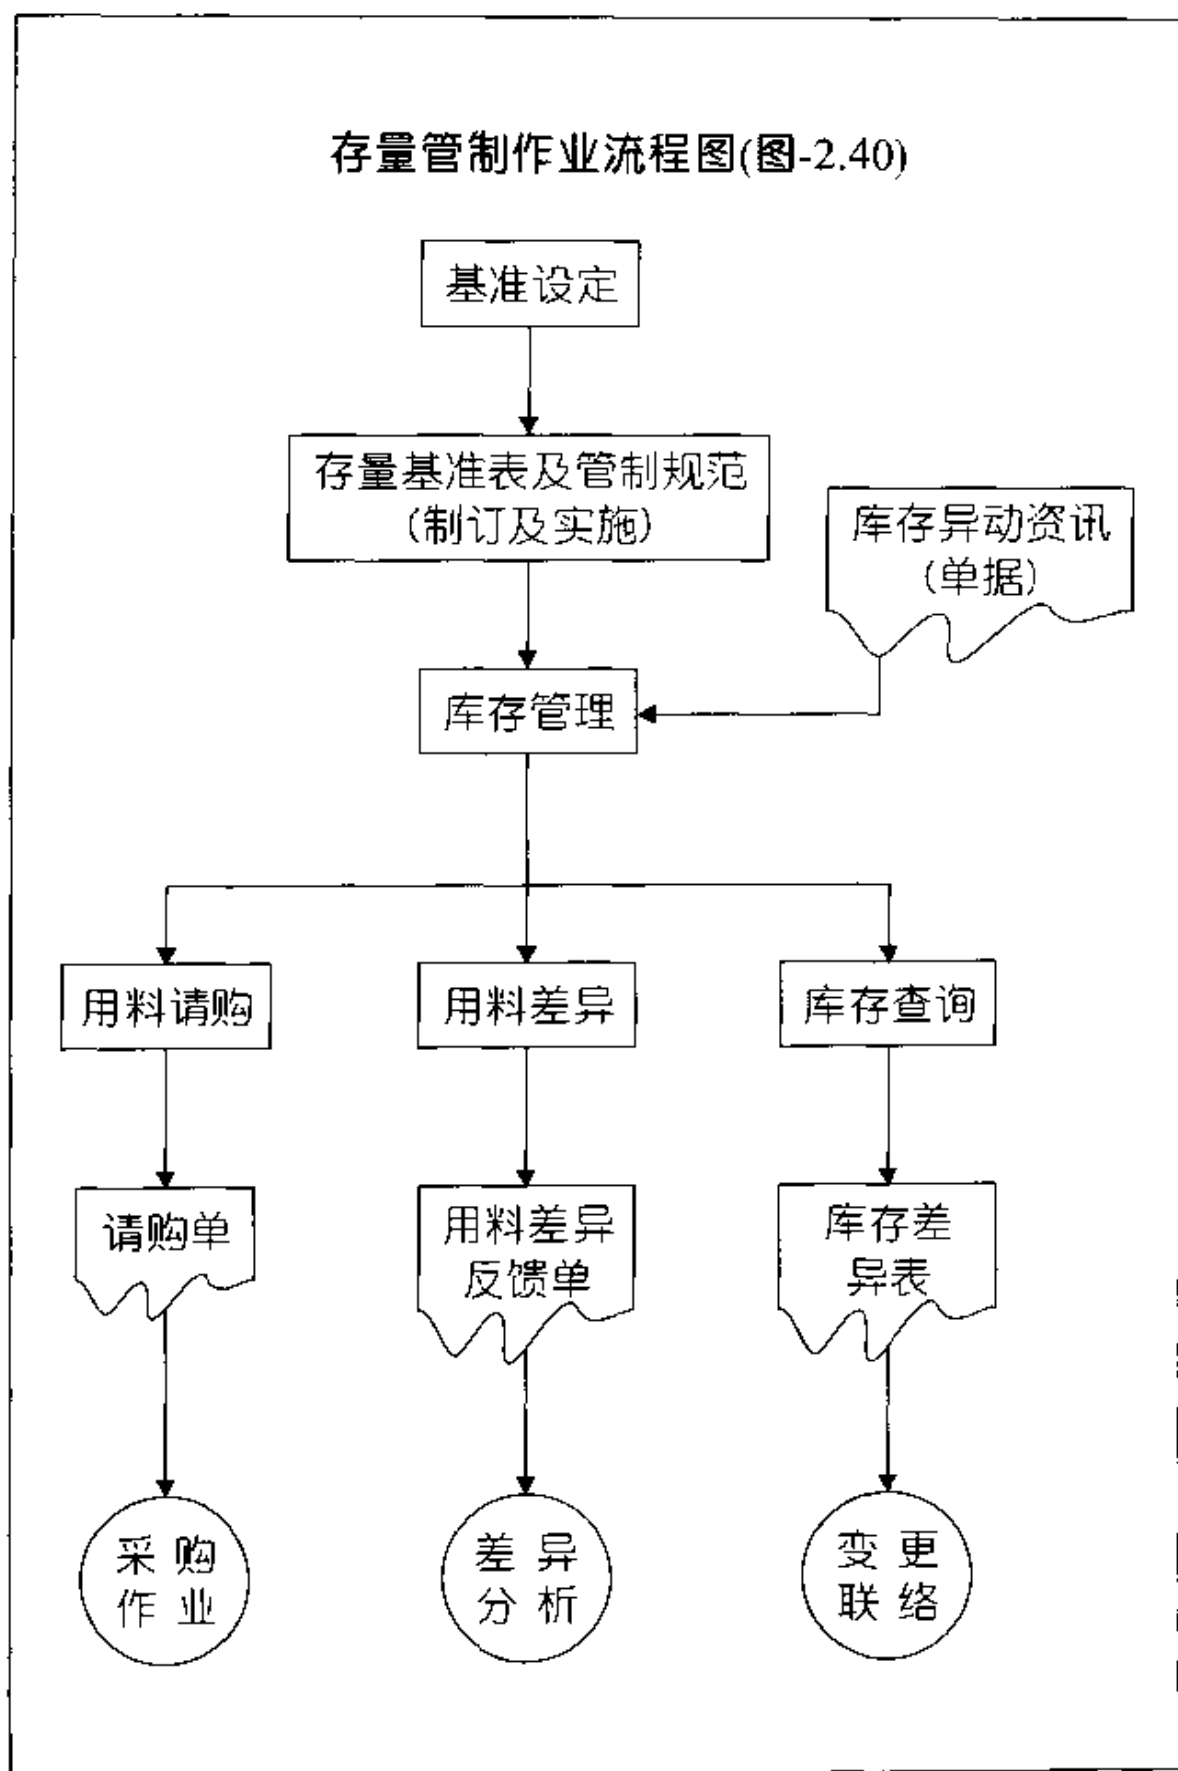 存量管制作业流程图(图-2.40)
基准设定
存量基准表及管制规范
(制订及实施)
库存异动资讯
(单据)
库存管理
用料请购
用料差异
库存查询
请购单
用料差异
反馈单
库存差
异表
采购
作业
差异
分析
变更
联络